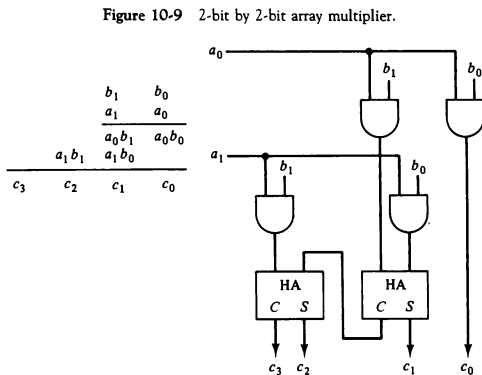 Figure 10-9 2-bit by 2-bit array multiplier.
a₀
b₁ b₀
b₁ b₀
a₁ a₀
a₀b₁ a₀b₀
a₁b₁ a₁b₀
c₃ c₂ c₁ c₀
a₁
b₁ b₀
HA HA
C S C S
c₃ c₂ c₁ c₀